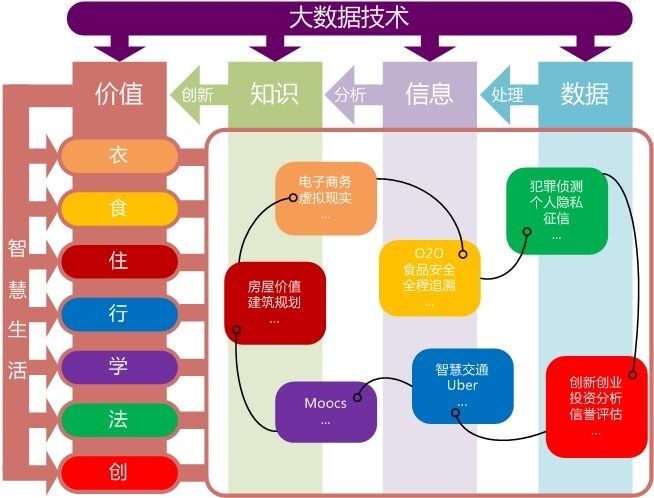 大数据技术
价值
创新
知识
分析
信息
处理
数据
智慧生活
衣
食
住
行
学
法
创
电子商务
虚拟现实
...
犯罪侦测
个人隐私
征信
...
O2O
食品安全
全程追溯
...
房屋价值
建筑规划
...
智慧交通
Uber
...
创新创业
投资分析
信誉评估
...
Moocs
...